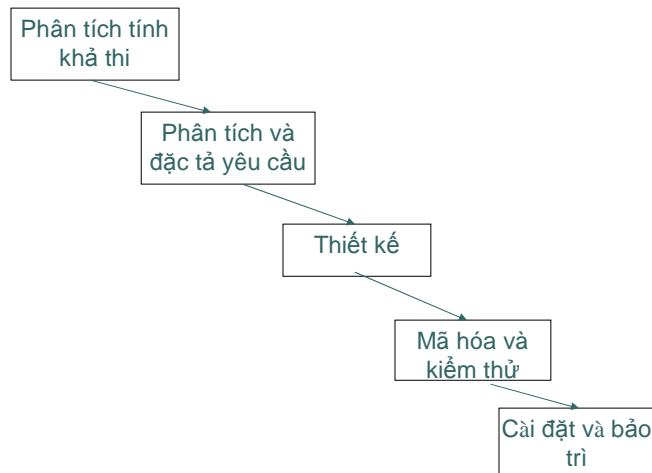 Phân tích tính
khả thi
Phân tích và
đặc tả yêu cầu
Thiết kế
Mã hóa và
kiểm thử
Cài đặt và bảo
trì